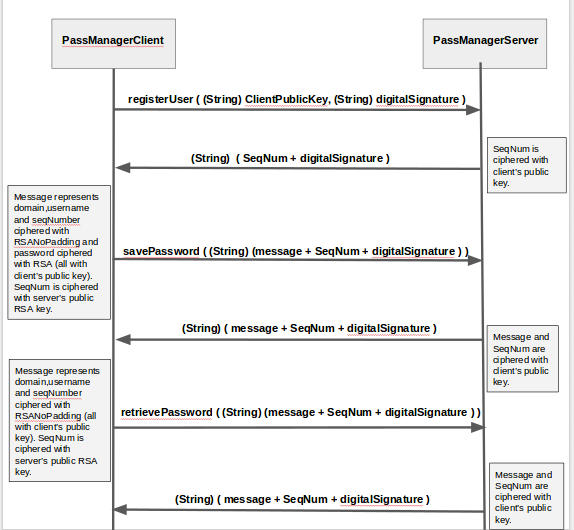 PassManagerClient
PassManagerServer
registerUser ( (String) ClientPublicKey, (String) digitalSignature )
(String)  ( SeqNum + digitalSignature )
SeqNum is
ciphered with
client's public
key.
Message represents
domain,username
and seqNumber
ciphered with
RSANoPadding and
password ciphered
with RSA (all with
client's public key).
SeqNum is ciphered
with server's public
RSA key.
savePassword ( (String) (message + SeqNum + digitalSignature ) )
(String) ( message + SeqNum + digitalSignature )
Message and
SeqNum are
ciphered with
client's public
key.
Message represents
domain,username
and seqNumber
ciphered with
RSANoPadding (all
with client's public
key). SeqNum is
ciphered with
server's public RSA
key.
retrievePassword ( (String) (message + SeqNum + digitalSignature ) )
(String) ( message + SeqNum + digitalSignature )
Message and
SeqNum are
ciphered with
client's public
key.